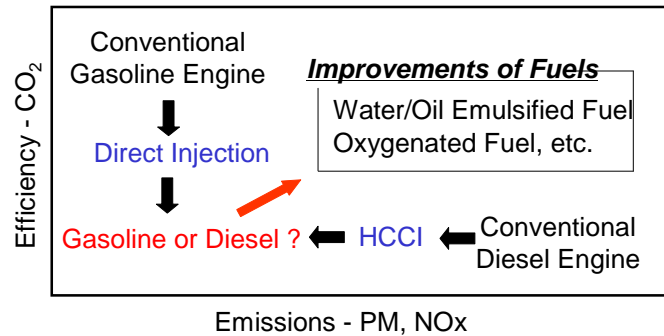 Efficiency - CO₂
Conventional
Gasoline Engine
Improvements of Fuels
Water/Oil Emulsified Fuel
Oxygenated Fuel, etc.
Direct Injection
Gasoline or Diesel ?
HCCI
Conventional
Diesel Engine
Emissions - PM, NOx